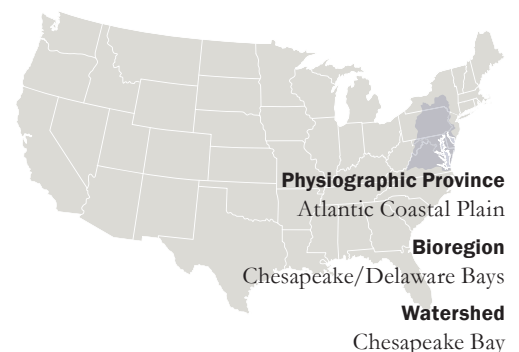 Physiographic Province
Atlantic Coastal Plain
Bioregion
Chesapeake/Delaware Bays
Watershed
Chesapeake Bay